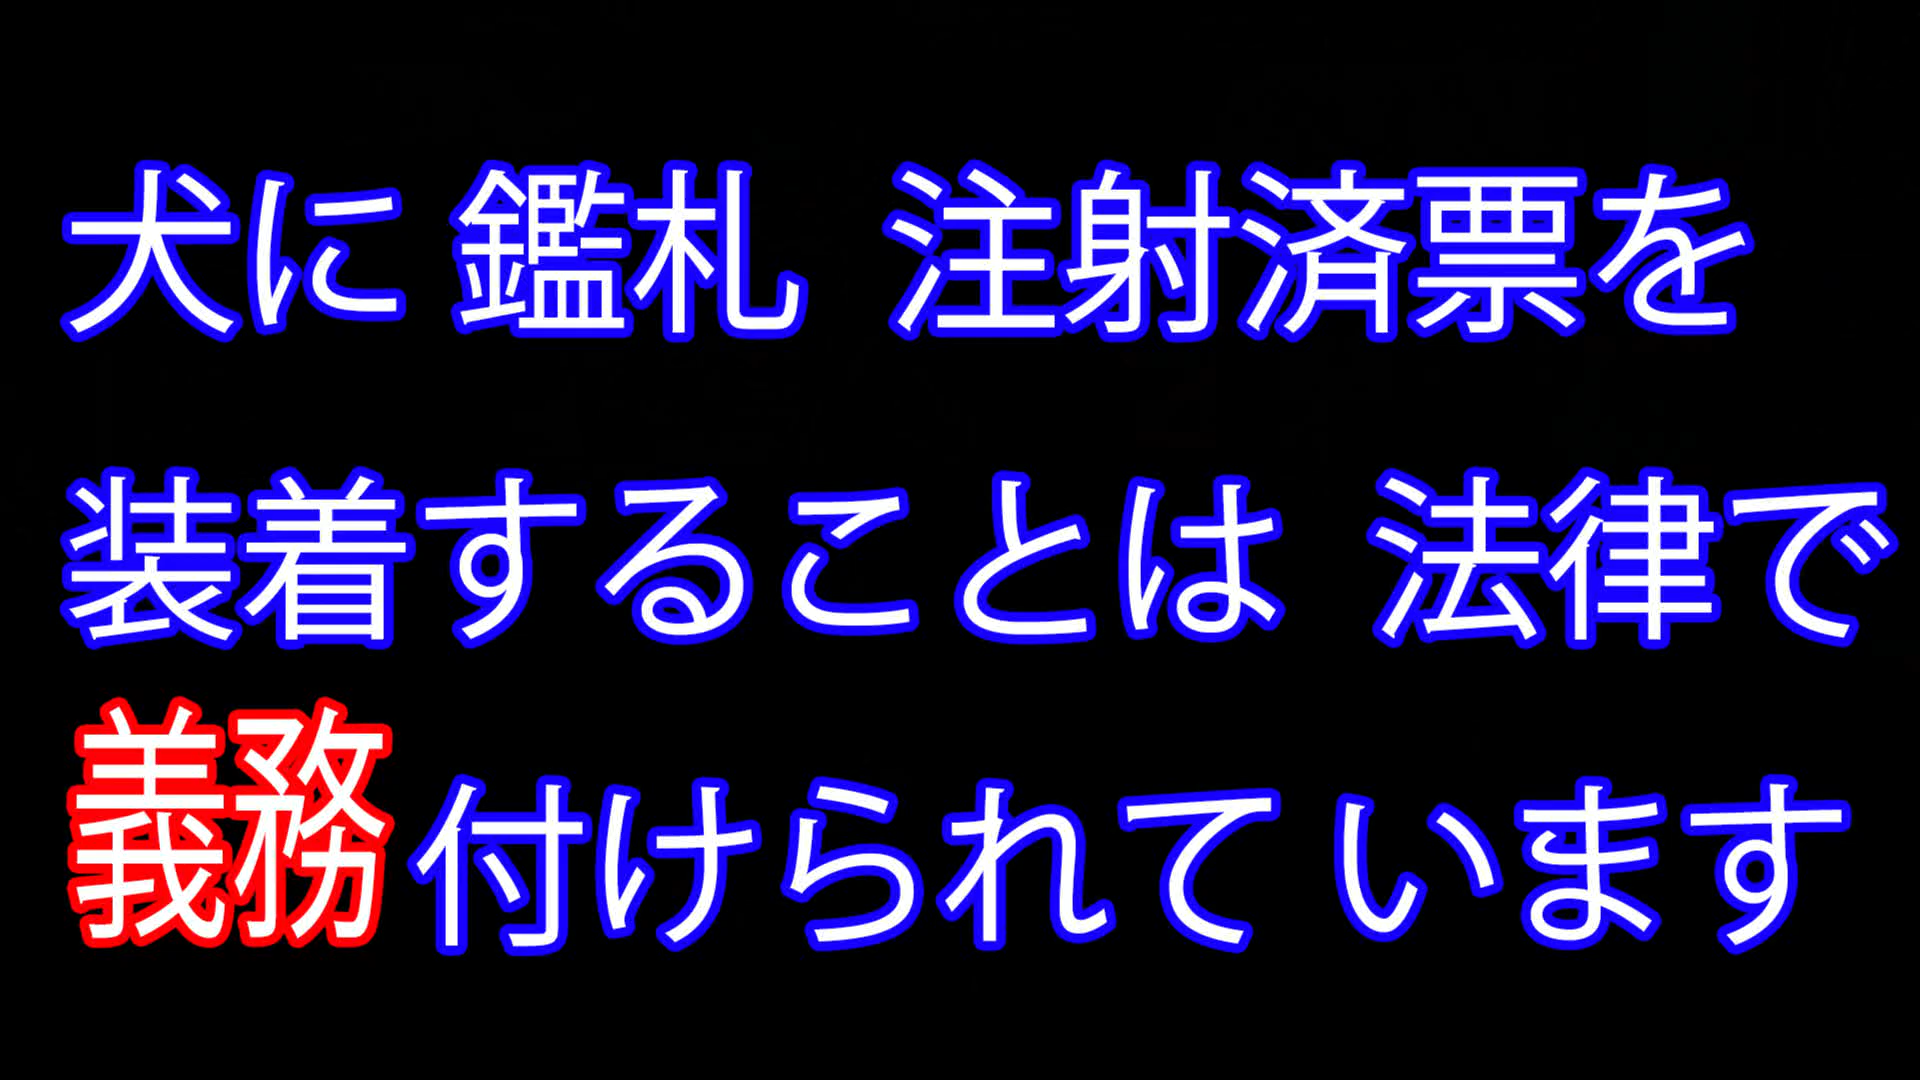 犬に 鑑札 注射済票を
装着することは 法律で
義務付けられて います